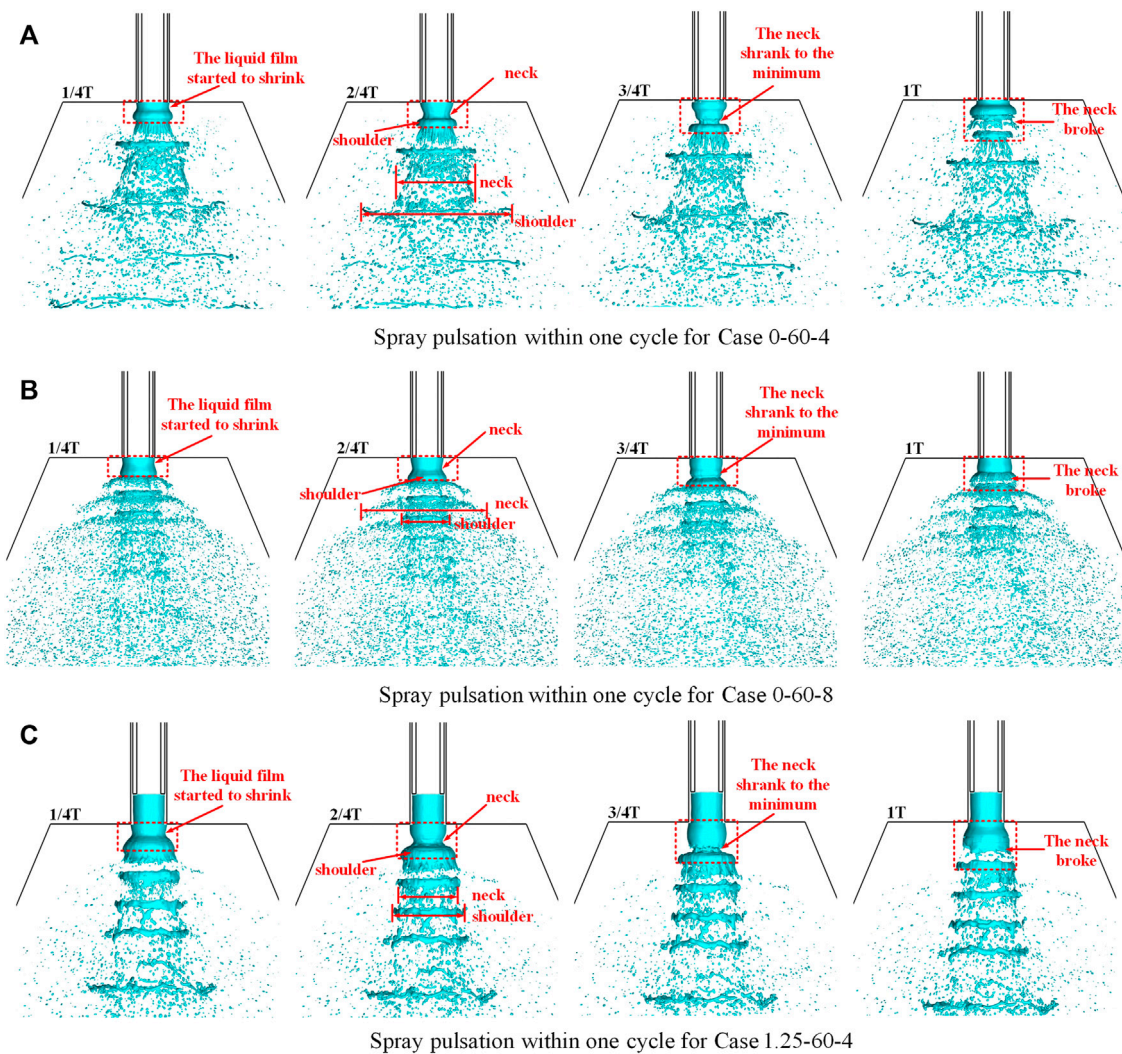 A
The liquid film
started to shrink
1/4T
neck
2/4T
shoulder
neck
shoulder
The neck
shrank to the
minimum
3/4T
1T
The neck
broke
Spray pulsation within one cycle for Case 0-60-4
B
The liquid film
started to shrink
1/4T
neck
2/4T
shoulder
neck
shoulder
The neck
shrank to the
minimum
3/4T
1T
The neck
broke
Spray pulsation within one cycle for Case 0-60-8
C
The liquid film
started to shrink
1/4T
neck
2/4T
shoulder
neck
shoulder
The neck
shrank to the
minimum
3/4T
1T
The neck
broke
Spray pulsation within one cycle for Case 1.25-60-4